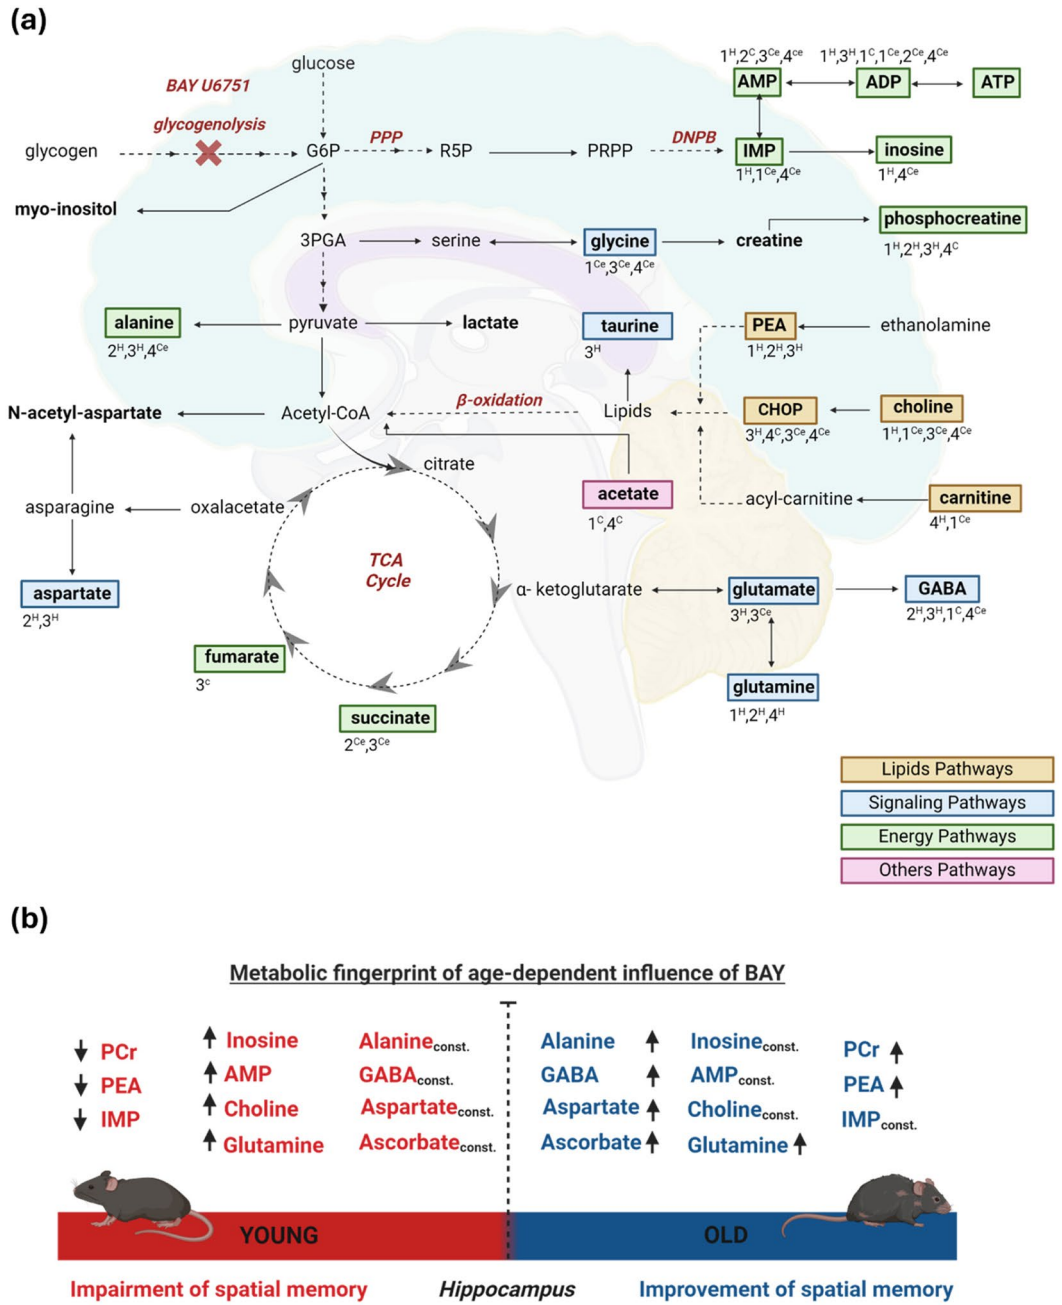 (a)
glucose
BAY U6751
glycogenolysis
glycogen
G6P
PPP
R5P
PRPP
DNPB
1H,2C,3Ce,4ce
AMP
1H,3H,1C,1Ce,2Ce,4Ce
ADP
ATP
IMP
1H,1Ce,4Ce
inosine
1H,4Ce
myo-inositol
3PGA
serine
glycine
1Ce,3Ce,4Ce
creatine
phosphocreatine
1H,2H,3H,4C
alanine
2H,3H,4Ce
pyruvate
lactate
taurine
3H
PEA
1H,2H,3H
ethanolamine
N-acetyl-aspartate
Acetyl-CoA
β-oxidation
Lipids
CHOP
3H,4C,3Ce,4Ce
choline
1H,1Ce,3Ce,4Ce
citrate
acetate
1C,4C
acyl-carnitine
carnitine
4H,1Ce
asparagine
oxalacetate
TCA
Cycle
aspartate
2H,3H
α- ketoglutarate
glutamate
3H,3Ce
GABA
2H,3H,1C,4Ce
fumarate
3c
glutamine
1H,2H,4H
succinate
2Ce,3Ce
Lipids Pathways
Signaling Pathways
Energy Pathways
Others Pathways
(b)
Metabolic fingerprint of age-dependent influence of BAY
PCr
PEA
IMP
Inosine
AMP
Choline
Glutamine
Alanineconst.
GABAconst.
Aspartateconst.
Ascorbateconst.
Alanine
GABA
Aspartate
Ascorbate
Inosineconst.
AMPconst.
Cholineconst.
Glutamine
PCr
PEA
IMPconst.
YOUNG
OLD
Impairment of spatial memory
Hippocampus
Improvement of spatial memory